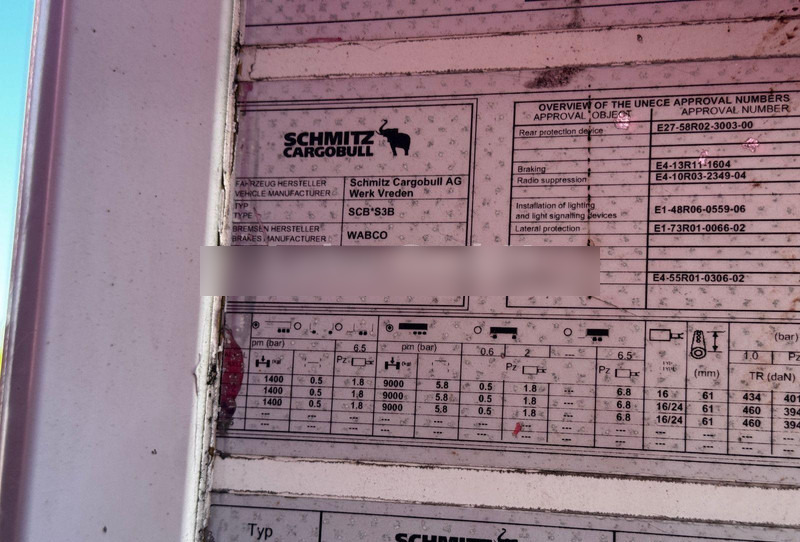 SCHMITZ
CARGOBULL
FAHRZEUG HERSTELLER
VEHICLE MANUFACTURER
Schmitz Cargobull AG
Werk Vreden
TYP
TYPE
SCB*S3B
BREMSEN HERSTELLER
BRAKES MANUFACTURER
WABCO
OVERVIEW OF THE UNECE APPROVAL NUMBERS
APPROVAL OBJECT APPROVAL NUMBER
Rear protection device E27-58R02-3003-00
Braking E4-13R11-1604
Radio suppression E4-10R03-2349-04
Installation of lighting
and light signalling devices E1-48R06-0559-06
Lateral protection E1-73R01-0066-02
E4-55R01-0306-02
pm (bar) 6.5 pm (bar) 0.6 2 --- 6.5 (bar)
Pz Pz Pz (mm) 1.0 Pz
TR (daN)
1400 0.5 1.8 9000 5.8 0.5 1.8 --- 6.8 16 61 434 401
1400 0.5 1.8 9000 5.8 0.5 1.8 --- 6.8 16/24 61 460 394
1400 0.5 1.8 9000 5.8 0.5 1.8 --- 6.8 16/24 61 460 394
--- --- --- --- --- --- --- --- --- --- --- ---
Typ
SCHMITZ